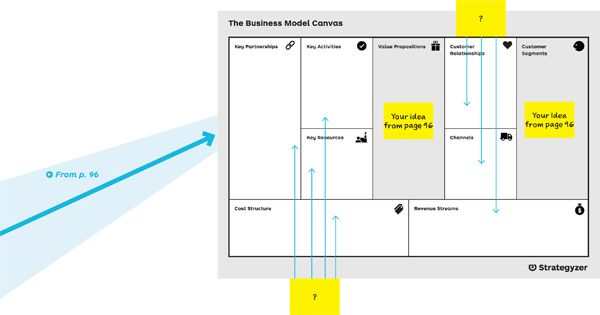 ?
The Business Model Canvas
Key Partnerships
Key Activities
Value Propositions
Customer
Relationships
Customer
Segments
Your idea
from page 96
Your Idea
from page 96
Key Resources
Channels
From p. 96
Cost Structure
Revenue Streams
Strategyzer
?